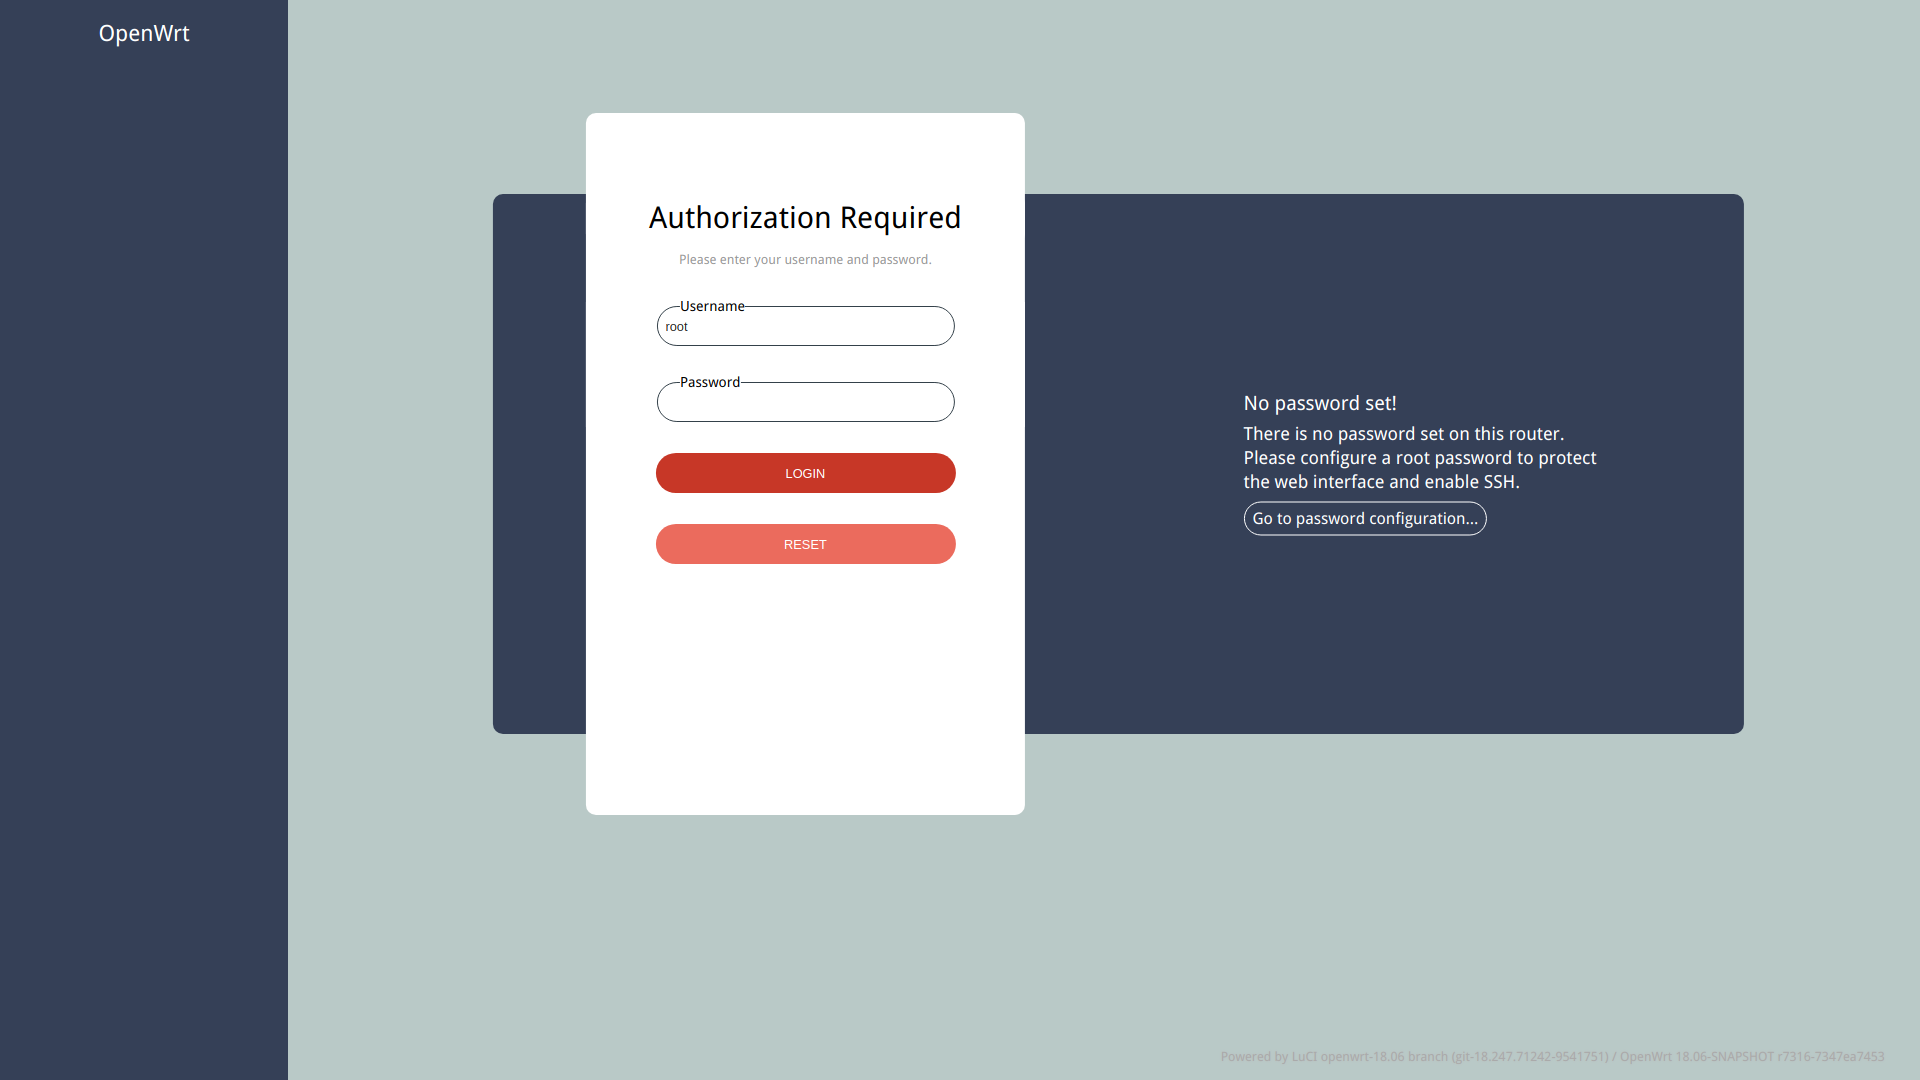 OpenWrt
Authorization Required
Please enter your username and password.
Username
root
Password
LOGIN
RESET
No password set!
There is no password set on this router.
Please configure a root password to protect
the web interface and enable SSH.
Go to password configuration...
Powered by LuCI openwrt-18.06 branch (git-18.247.71242-9541751) / OpenWrt 18.06-SNAPSHOT r7316-7347ea7453